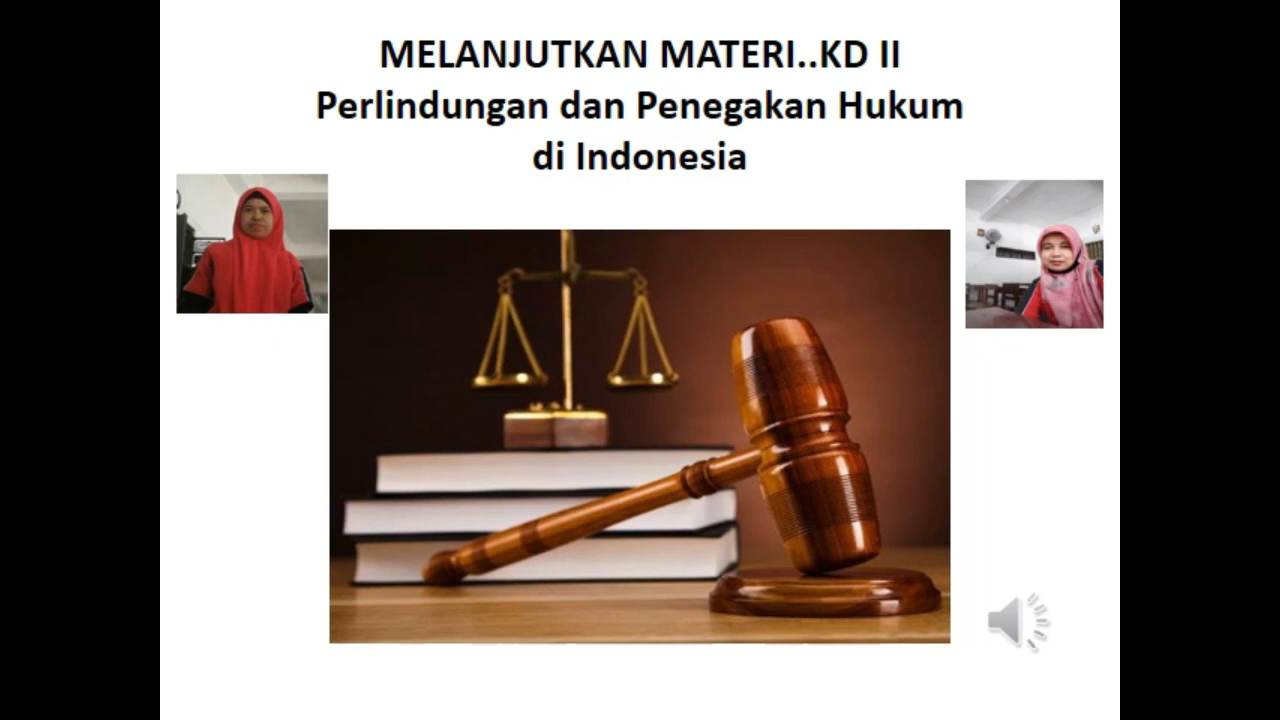 MELANJUTKAN MATERI..KD II
Perlindungan dan Penegakan Hukum
di Indonesia